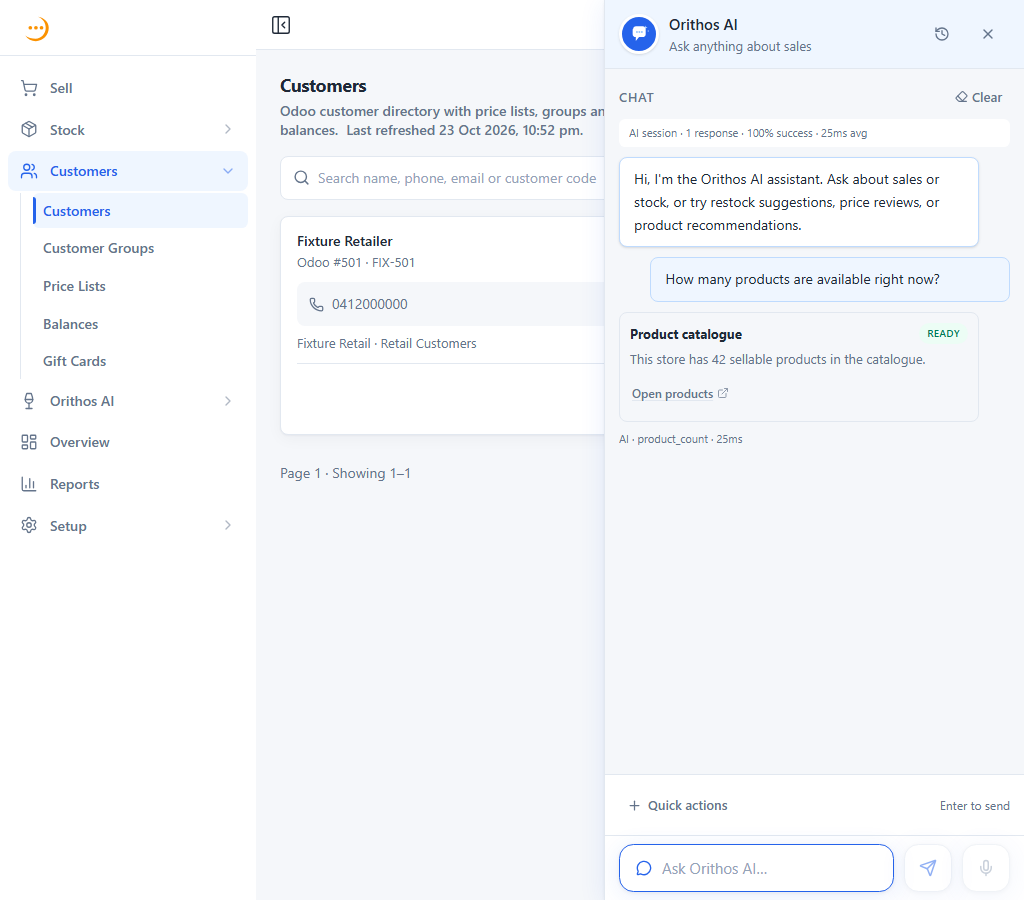 Sell
Stock
Customers
Customers
Customer Groups
Price Lists
Balances
Gift Cards
Orithos AI
Overview
Reports
Setup
Customers
Odoo customer directory with price lists, groups an
balances. Last refreshed 23 Oct 2026, 10:52 pm.
Search name, phone, email or customer code
Fixture Retailer
Odoo #501 · FIX-501
0412000000
Fixture Retail · Retail Customers
Page 1 · Showing 1–1
Orithos AI
Ask anything about sales
CHAT
Clear
AI session · 1 response · 100% success · 25ms avg
Hi, I'm the Orithos AI assistant. Ask about sales or
stock, or try restock suggestions, price reviews, or
product recommendations.
How many products are available right now?
Product catalogue
READY
This store has 42 sellable products in the catalogue.
Open products
AI · product_count · 25ms
Quick actions
Enter to send
Ask Orithos AI...